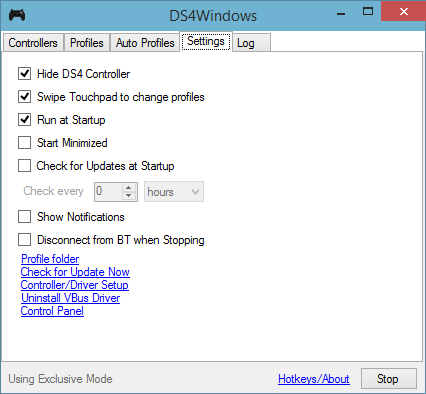 DS4Windows
Controllers Profiles Auto Profiles Settings Log
Hide DS4 Controller
Swipe Touchpad to change profiles
Run at Startup
Start Minimized
Check for Updates at Startup
Check every 0 hours
Show Notifications
Disconnect from BT when Stopping
Profile folder
Check for Update Now
Controller/Driver Setup
Uninstall VBus Driver
Control Panel
Using Exclusive Mode Hotkeys/About Stop